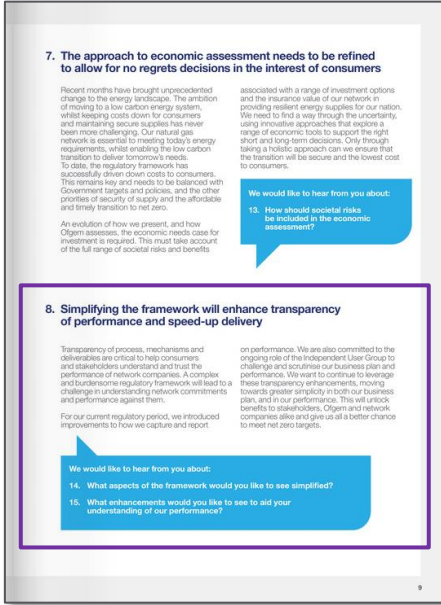 7. The approach to economic assessment needs to be refined
to allow for no regrets decisions in the interest of consumers
Recent months have brought unprecedented
change to the energy landscape. The ambition
of moving to a low carbon energy system,
whilst keeping costs down for consumers
and maintaining secure supplies has never
been more challenging. Our natural gas
network is essential to meeting today's energy
requirements, whilst enabling the low carbon
transition to deliver tomorrow's needs.
To date, the regulatory framework has
successfully driven down costs to consumers.
This remains key and needs to be balanced with
Government targets and policies, and the other
priorities of security of supply and the affordable
and timely transition to net zero.
An evolution of how we present, and how
Ofgem assesses, the economic needs case for
investment is required. This must take account
of the full range of societal risks and benefits
associated with a range of investment options
and the insurance value of our network in
providing resilient energy supplies for our nation.
We need to find a way through the uncertainty,
using innovative approaches that explore a
range of economic tools to support the right
short and long-term decisions. Only through
taking a holistic approach can we ensure that
the transition will be secure and the lowest cost
to consumers.
We would like to hear from you about:
13. How should societal risks
be included in the economic
assessment?
8. Simplifying the framework will enhance transparency
of performance and speed-up delivery
Transparency of process, mechanisms and
deliverables are critical to help consumers
and stakeholders understand and trust the
performance of network companies. A complex
and burdensome regulatory framework will lead to a
challenge in understanding network commitments
and performance against them.
For our current regulatory period, we introduced
improvements to how we capture and report
on performance. We are also committed to the
ongoing role of the Independent User Group to
challenge and scrutinise our business plan and
performance. We want to continue to leverage
these transparency enhancements, moving
towards greater simplicity in both our business
plan, and in our performance. This will unlock
benefits to stakeholders, Ofgem and network
companies alike and give us all a better chance
to meet net zero targets.
We would like to hear from you about:
14. What aspects of the framework would you like to see simplified?
15. What enhancements would you like to see to aid your
understanding of our performance?
9